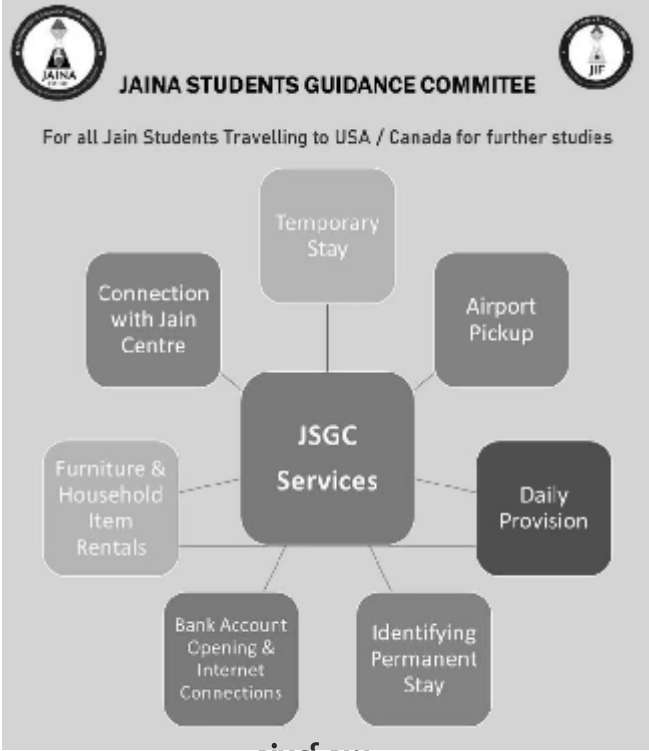 JAINA
JIF
JAINA STUDENTS GUIDANCE COMMITEE
For all Jain Students Travelling to USA / Canada for further studies
Temporary
Stay
Connection
with Jain
Centre
Airport
Pickup
JSGC
Services
Furniture &
Household
Item
Rentals
Daily
Provision
Bank Account
Opening &
Internet
Connections
Identifying
Permanent
Stay